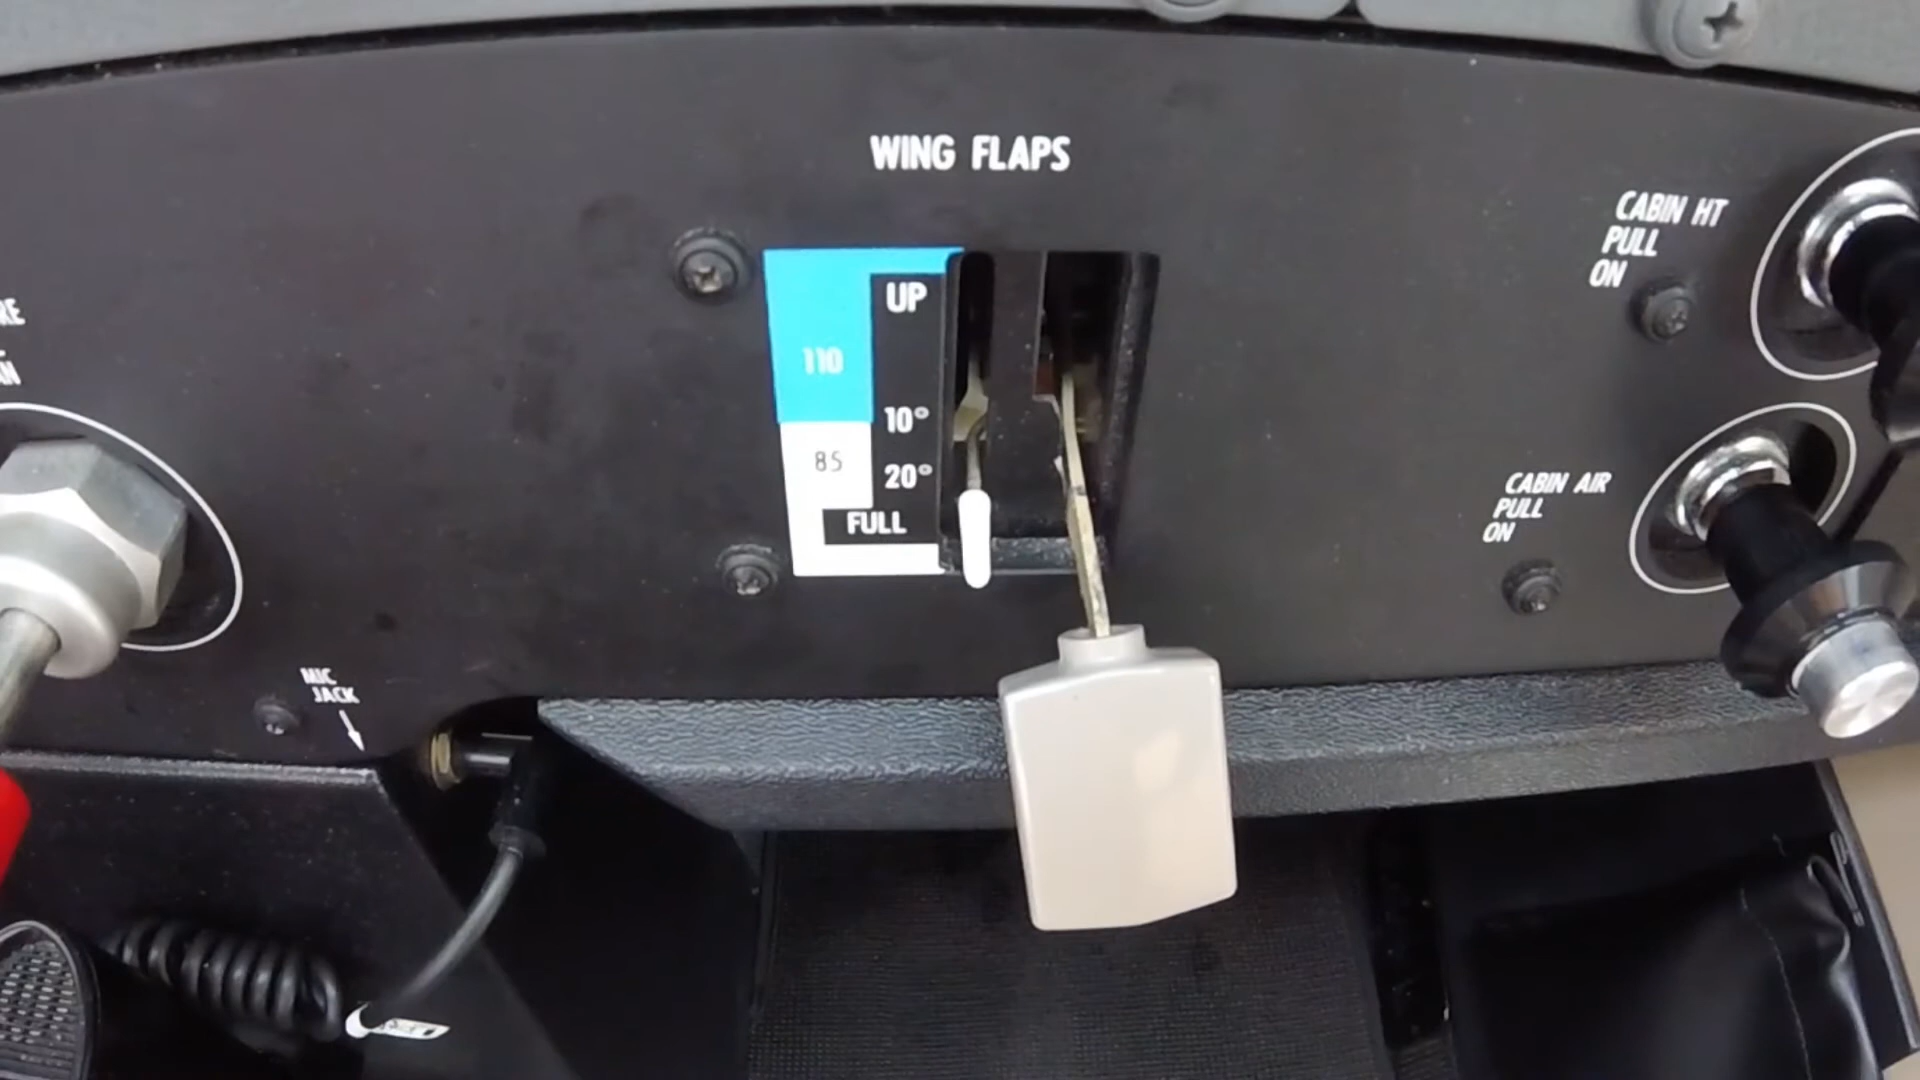 WING FLAPS
UP
110
10°
85
20°
FULL
CABIN HT
PULL
ON
CABIN AIR
PULL
ON
MIC
JACK